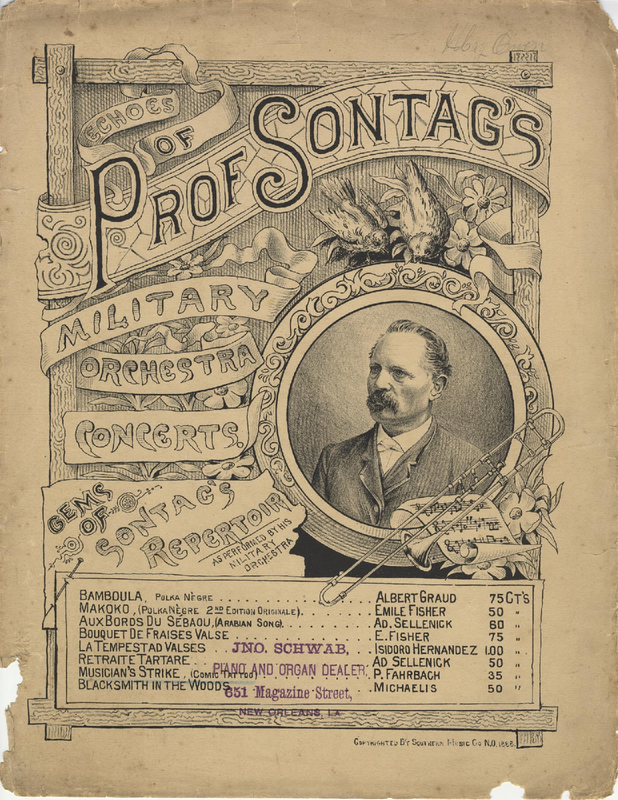 ECHOES
OF
PROF SONTAG'S
MILITARY
ORCHESTRA
CONCERTS.
GEMS
OF
SONTAG'S
REPERTOIR
AS PERFORMED BY HIS
MILITARY
ORCHESTRA
BAMBOULA, POLKA NÈGRE . . . . ALBERT GRAUD 75 CT'S
MAKOKO, (POLKA NÈGRE 2ND EDITION ORIGINALE) . . . . EMILE FISHER 50 "
AUX BORDS DU SEBAOU, (ARABIAN SONG) . . . . AD. SELLENICK 60 "
BOUQUET DE FRAISES VALSE . . . . E. FISHER 75 "
LA TEMPESTAD VALSES . . . . ISIDORO HERNANDEZ 1.00 "
RETRAITE TARTARE . . . . AD SELLENICK 50 "
MUSICIAN'S STRIKE, (COMIC TATTOO) . . . . P. FAHRBACH 35 "
BLACKSMITH IN THE WOODS . . . . MICHAELIS 50 "
JNO. SCHWAB,
PIANO AND ORGAN DEALER,
631 Magazine Street,
NEW ORLEANS, LA.
COPYRIGHTED BY SOUTHERN MUSIC CO N.O. 1888.